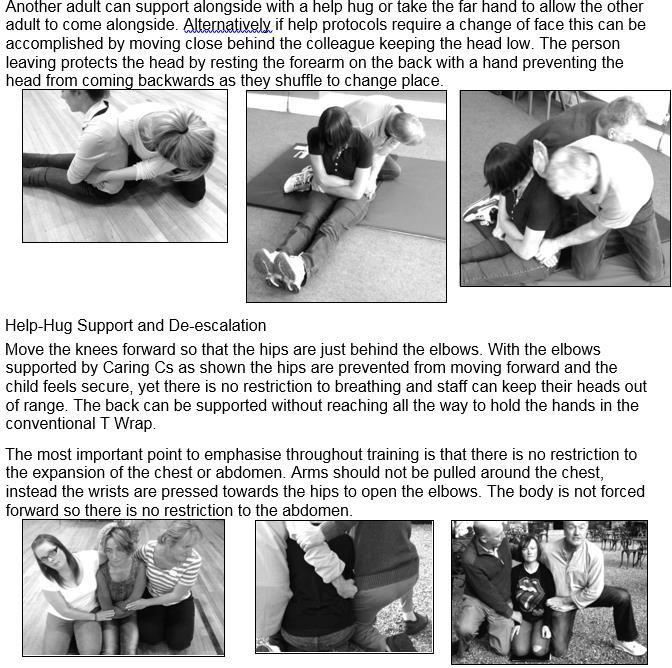 Another adult can support alongside with a help hug or take the far hand to allow the other
adult to come alongside. Alternatively if help protocols require a change of face this can be
accomplished by moving close behind the colleague keeping the head low. The person
leaving protects the head by resting the forearm on the back with a hand preventing the
head from coming backwards as they shuffle to change place.
Help-Hug Support and De-escalation
Move the knees forward so that the hips are just behind the elbows. With the elbows
supported by Caring Cs as shown the hips are prevented from moving forward and the
child feels secure, yet there is no restriction to breathing and staff can keep their heads out
of range. The back can be supported without reaching all the way to hold the hands in the
conventional T Wrap.
The most important point to emphasise throughout training is that there is no restriction to
the expansion of the chest or abdomen. Arms should not be pulled around the chest,
instead the wrists are pressed towards the hips to open the elbows. The body is not forced
forward so there is no restriction to the abdomen.